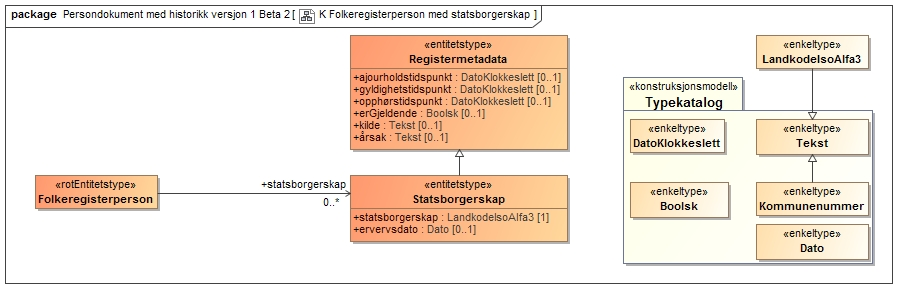 package Persondokument med historikk versjon 1 Beta 2 [ K Folkeregisterperson med statsborgerskap ]
«entitetstype»
Registermetadata
+ajourholdstidspunkt : DatoKlokkeslett [0..1]
+gyldighetstidspunkt : DatoKlokkeslett [0..1]
+opphørstidspunkt : DatoKlokkeslett [0..1]
+erGjeldende : Boolsk [0..1]
+kilde : Tekst [0..1]
+årsak : Tekst [0..1]
«rotEntitetstype»
Folkeregisterperson
+statsborgerskap
0..*
«entitetstype»
Statsborgerskap
+statsborgerskap : LandkodelsoAlfa3 [1]
+ervervsdato : Dato [0..1]
«enkeltype»
LandkodelsoAlfa3
«konstruksjonsmodell»
Typekatalog
«enkeltype»
DatoKlokkeslett
«enkeltype»
Tekst
«enkeltype»
Boolsk
«enkeltype»
Kommunenummer
«enkeltype»
Dato